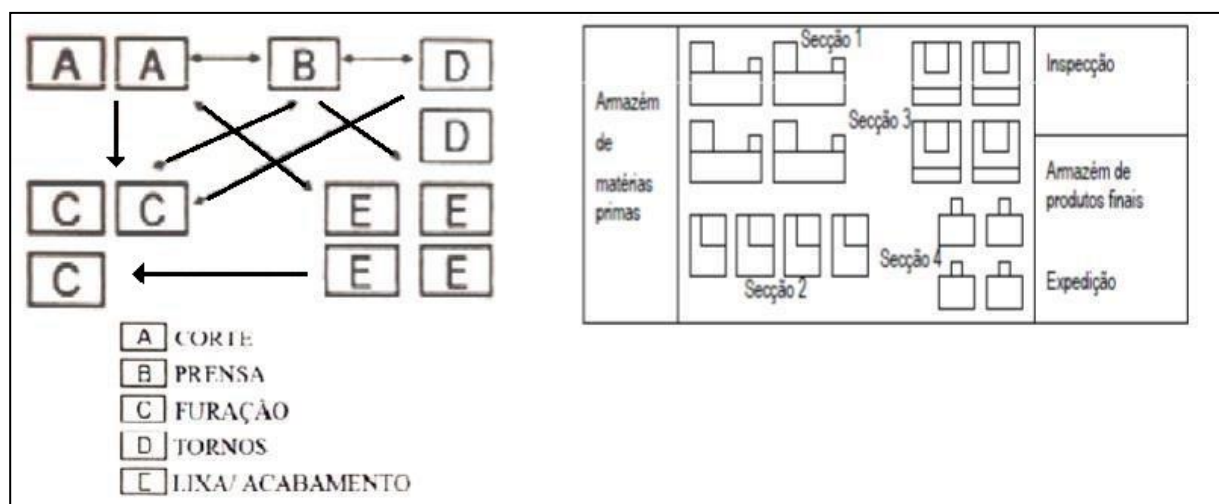 A A B D
D
C C E E
C E E
A CORTE
B PRENSA
C FURAÇÃO
D TORNOS
E LIXA/ ACABAMENTO
Armazém
de
matérias
primas
Secção 1
Secção 3
Secção 2
Secção 4
Inspecção
Armazém de
produtos finais
Expedição